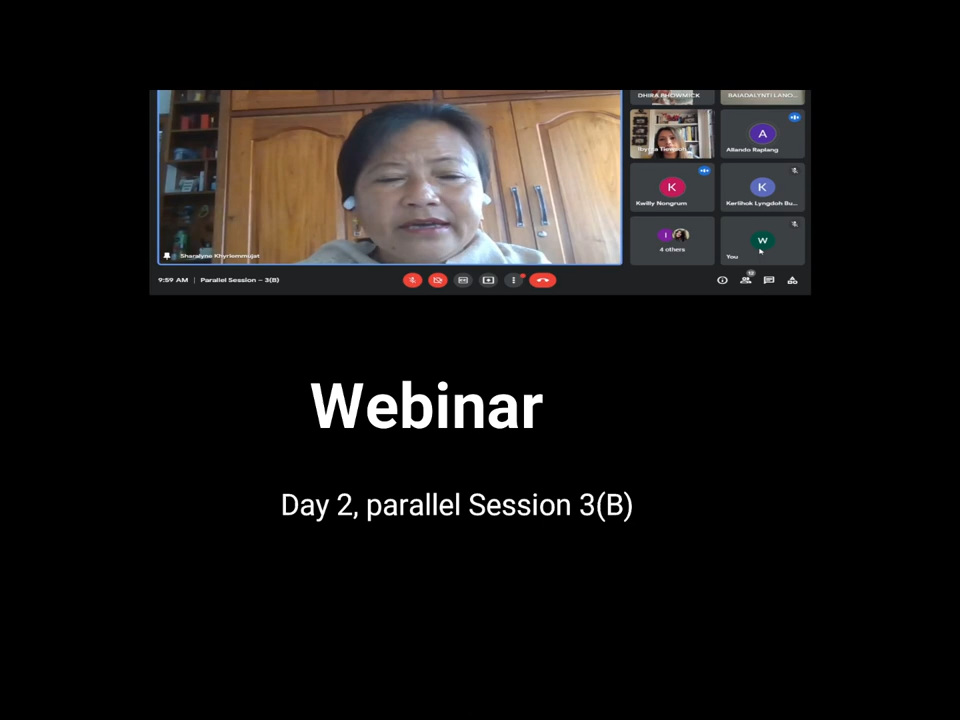 DHIRA BHOWMICK
BAIADALYNTI LANO...
Allando Raplang
A
K
K
Kwilly Nongrum
Kerlihok Lyngdoh Bu...
I
4 others
W
You
Sharalyne Khyriemmujat
9:59 AM | Parallel Session – 3(B)
Webinar
Day 2, parallel Session 3(B)